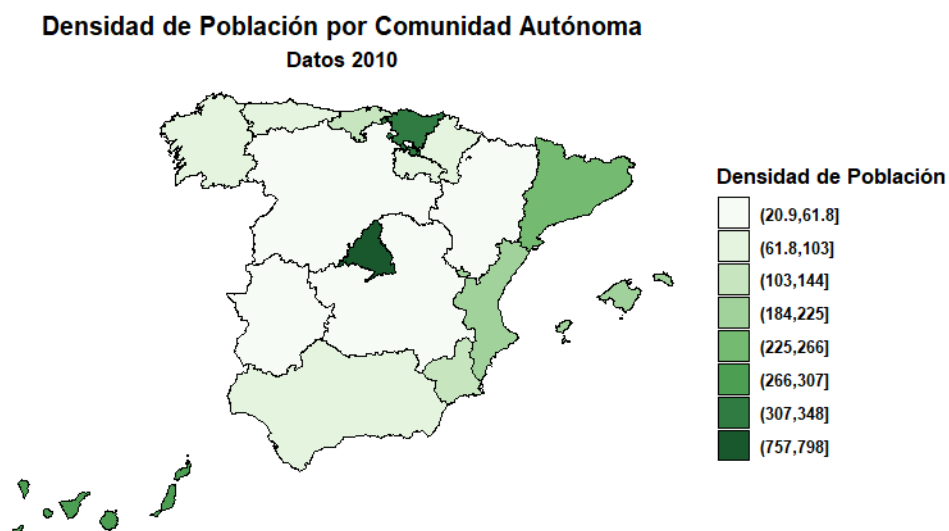 Densidad de Población por Comunidad Autónoma
Datos 2010
Densidad de Población
(20.9,61.8]
(61.8,103]
(103,144]
(184,225]
(225,266]
(266,307]
(307,348]
(757,798]